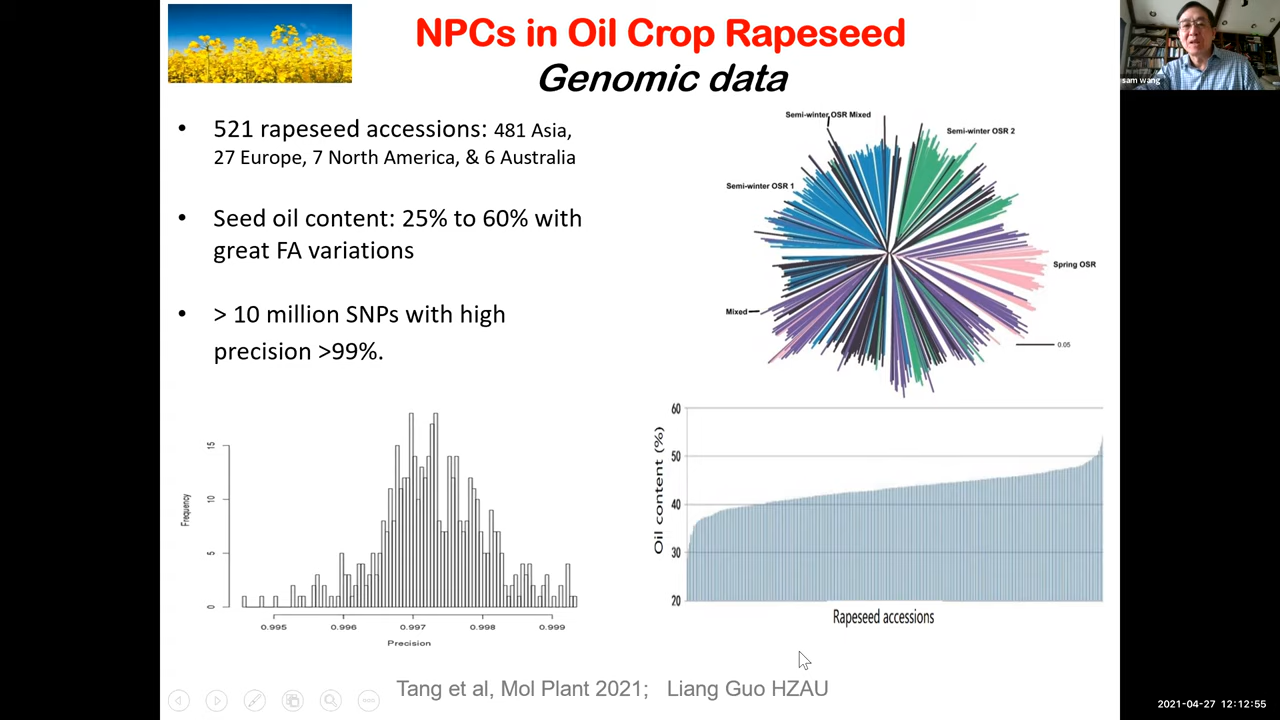 NPCs in Oil Crop Rapeseed
Genomic data
sam wang
• 521 rapeseed accessions: 481 Asia,
27 Europe, 7 North America, & 6 Australia
• Seed oil content: 25% to 60% with
great FA variations
• > 10 million SNPs with high
precision >99%.
Semi-winter OSR Mixed
Semi-winter OSR 2
Semi-winter OSR 1
Spring OSR
Mixed
0.05
Frequency
15
10
5
0
0.995 0.996 0.997 0.998 0.999
Precision
Oil content (%)
60
50
40
30
20
Rapeseed accessions
Tang et al, Mol Plant 2021; Liang Guo HZAU
2021-04-27 12:12:55